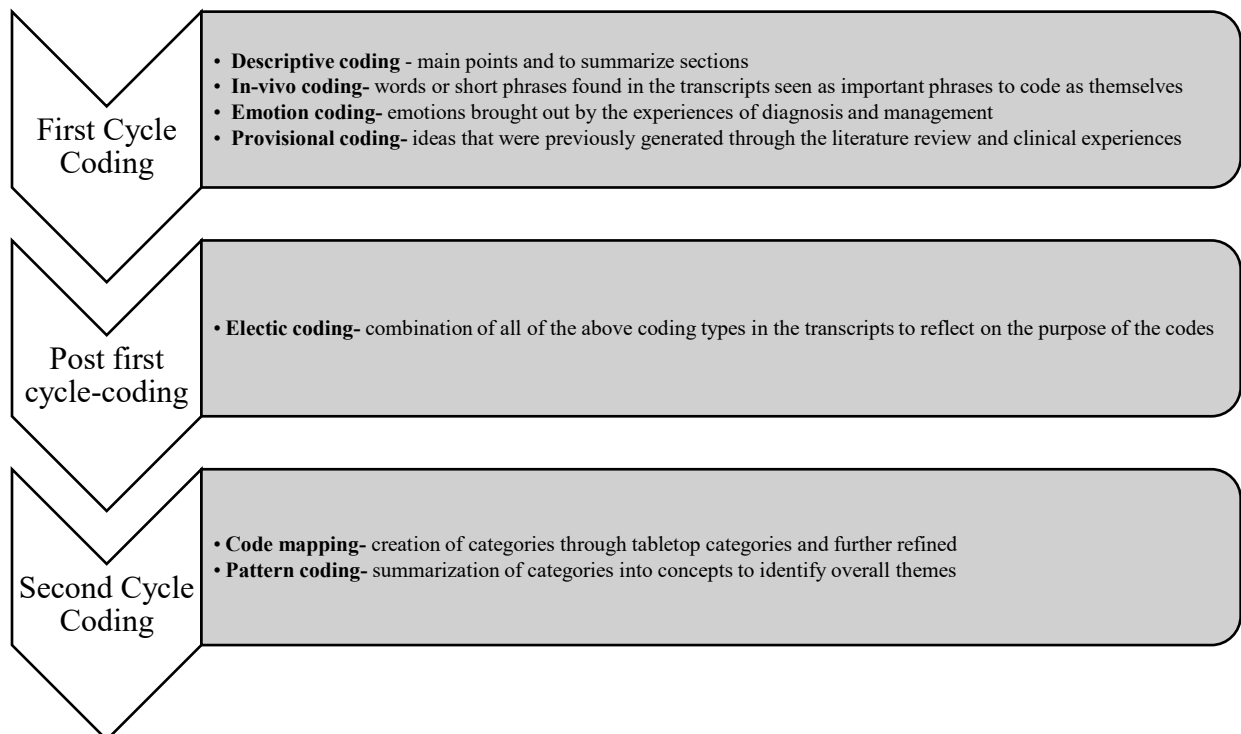 First Cycle
Coding
• Descriptive coding - main points and to summarize sections
• In-vivo coding- words or short phrases found in the transcripts seen as important phrases to code as themselves
• Emotion coding- emotions brought out by the experiences of diagnosis and management
• Provisional coding- ideas that were previously generated through the literature review and clinical experiences
Post first
cycle-coding
• Electic coding- combination of all of the above coding types in the transcripts to reflect on the purpose of the codes
Second Cycle
Coding
• Code mapping- creation of categories through tabletop categories and further refined
• Pattern coding- summarization of categories into concepts to identify overall themes